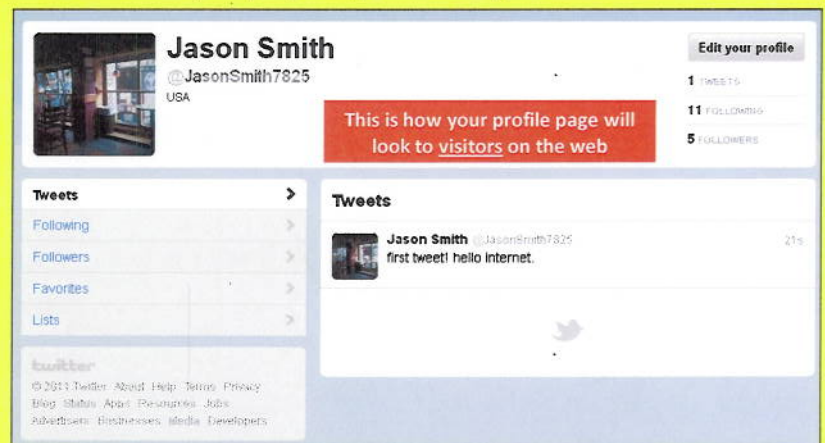 Jason Smith
@JasonSmith7825
USA
Edit your profile
1 TWEETS
11 FOLLOWING
5 FOLLOWERS
This is how your profile page will
look to visitors on the web
Tweets
Following
Followers
Favorites
Lists
twitter
© 2011 Twitter About Help Terms Privacy
Blog Status Apps Resources Jobs
Advertisers Businesses Media Developers
Tweets
Jason Smith @JasonSmith7825 21s
first tweet! hello internet.